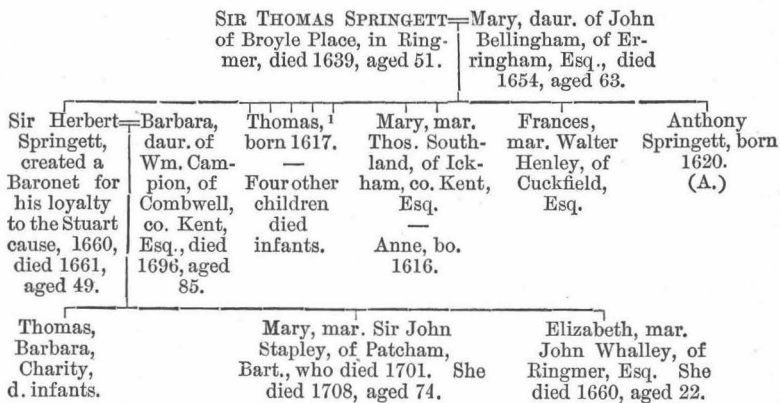 SIR THOMAS SPRINGETT
of Broyle Place, in Ring-
mer, died 1639, aged 51.
Mary, daur. of John
Bellingham, of Er-
ringham, Esq., died
1654, aged 63.
Sir Herbert
Springett,
created a
Baronet for
his loyalty
to the Stuart
cause, 1660,
died 1661,
aged 49.
Barbara,
daur. of
Wm. Cam-
pion, of
Combwell,
co. Kent,
Esq., died
1696, aged
85.
Thomas, ¹
born 1617.
—
Four other
children
died
infants.
Mary, mar.
Thos. South-
land, of Ick-
ham, co. Kent,
Esq.
—
Anne, bo.
1616.
Frances,
mar. Walter
Henley, of
Cuckfield,
Esq.
Anthony
Springett, born
1620.
(A.)
Thomas,
Barbara,
Charity,
d. infants.
Mary, mar. Sir John
Stapley, of Patcham,
Bart., who died 1701. She
died 1708, aged 74.
Elizabeth, mar.
John Whalley, of
Ringmer, Esq. She
died 1660, aged 22.